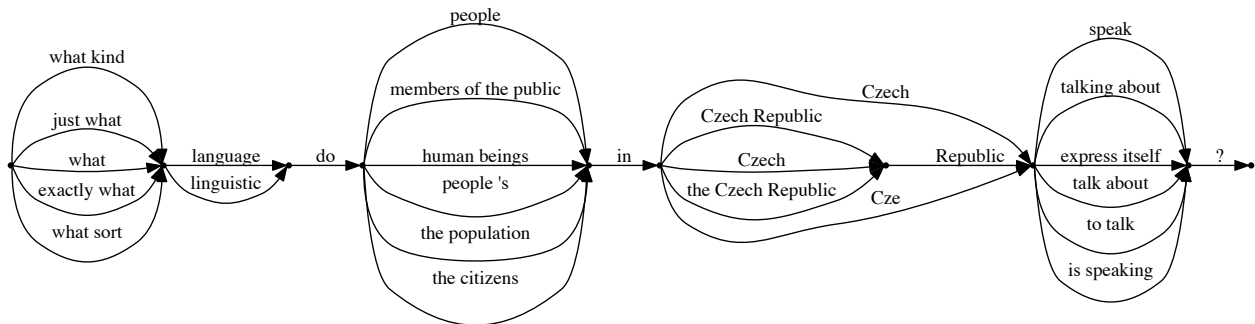 what kind
just what
what
exactly what
what sort
language
linguistic
do
people
members of the public
human beings
people 's
the population
the citizens
in
Czech
Czech Republic
Czech
the Czech Republic
Cze
Republic
speak
talking about
express itself
talk about
to talk
is speaking
?